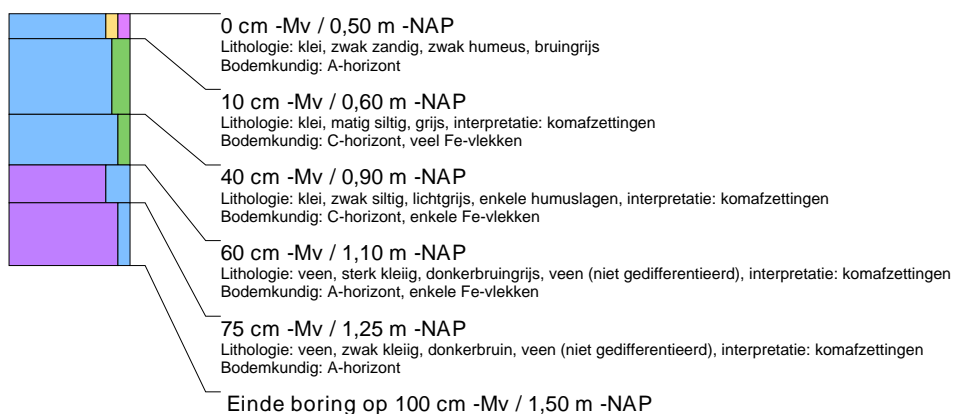 0 cm -Mv / 0,50 m -NAP
Lithologie: klei, zwak zandig, zwak humeus, bruingrijs
Bodemkundig: A-horizont
10 cm -Mv / 0,60 m -NAP
Lithologie: klei, matig siltig, grijs, interpretatie: komafzettingen
Bodemkundig: C-horizont, veel Fe-vlekken
40 cm -Mv / 0,90 m -NAP
Lithologie: klei, zwak siltig, lichtgrijs, enkele humuslagen, interpretatie: komafzettingen
Bodemkundig: C-horizont, enkele Fe-vlekken
60 cm -Mv / 1,10 m -NAP
Lithologie: veen, sterk kleiig, donkerbruingrijs, veen (niet gedifferentieerd), interpretatie: komafzettingen
Bodemkundig: A-horizont, enkele Fe-vlekken
75 cm -Mv / 1,25 m -NAP
Lithologie: veen, zwak kleiig, donkerbruin, veen (niet gedifferentieerd), interpretatie: komafzettingen
Bodemkundig: A-horizont
Einde boring op 100 cm -Mv / 1,50 m -NAP